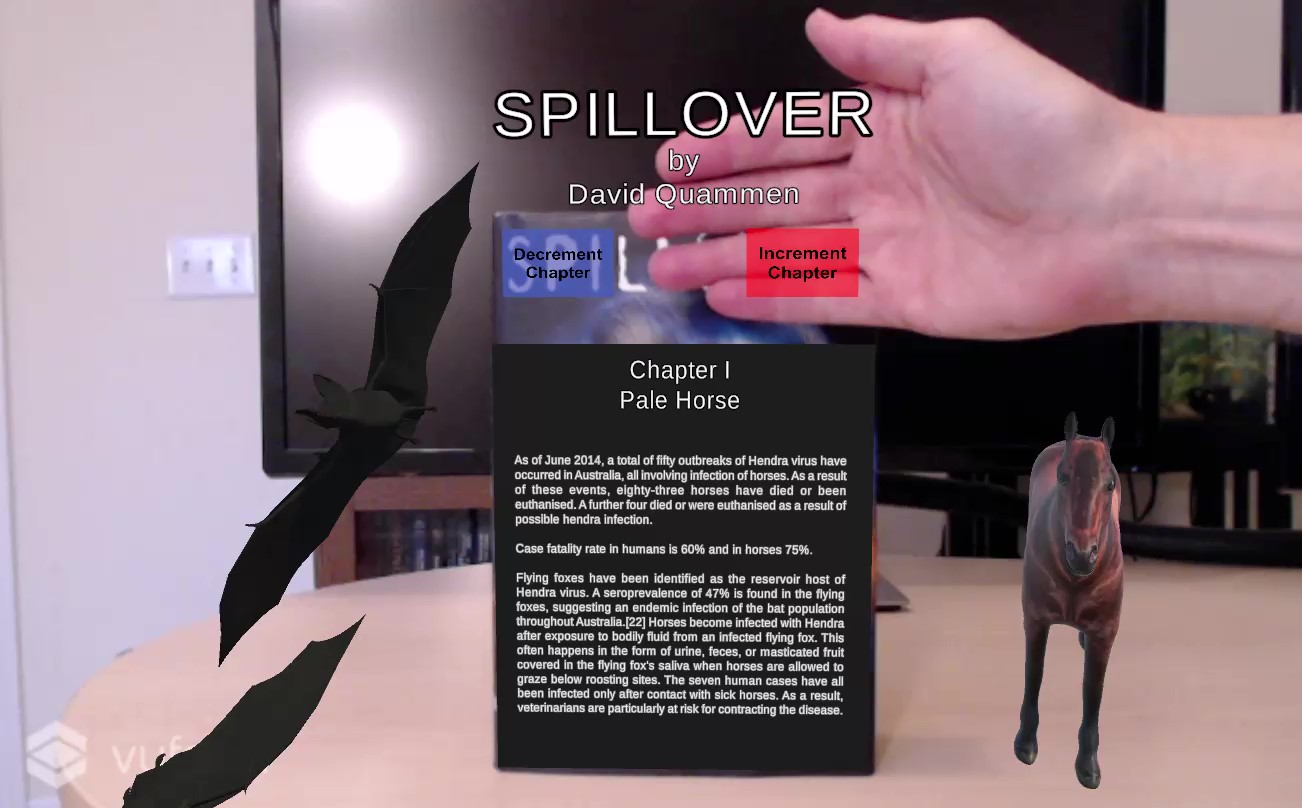 SPILLOVER
by
David Quammen
SPILL
Decrement
Chapter
Increment
Chapter
Chapter I
Pale Horse
As of June 2014, a total of fifty outbreaks of Hendra virus have
occurred in Australia, all involving infection of horses. As a result
of these events, eighty-three horses have died or been
euthanised. A further four died or were euthanised as a result of
possible hendra infection.
Case fatality rate in humans is 60% and in horses 75%.
Flying foxes have been identified as the reservoir host of
Hendra virus. A seroprevalence of 47% is found in the flying
foxes, suggesting an endemic infection of the bat population
throughout Australia.[22] Horses become infected with Hendra
after exposure to bodily fluid from an infected flying fox. This
often happens in the form of urine, feces, or masticated fruit
covered in the flying fox's saliva when horses are allowed to
graze below roosting sites. The seven human cases have all
been infected only after contact with sick horses. As a result,
veterinarians are particularly at risk for contracting the disease.
vuf